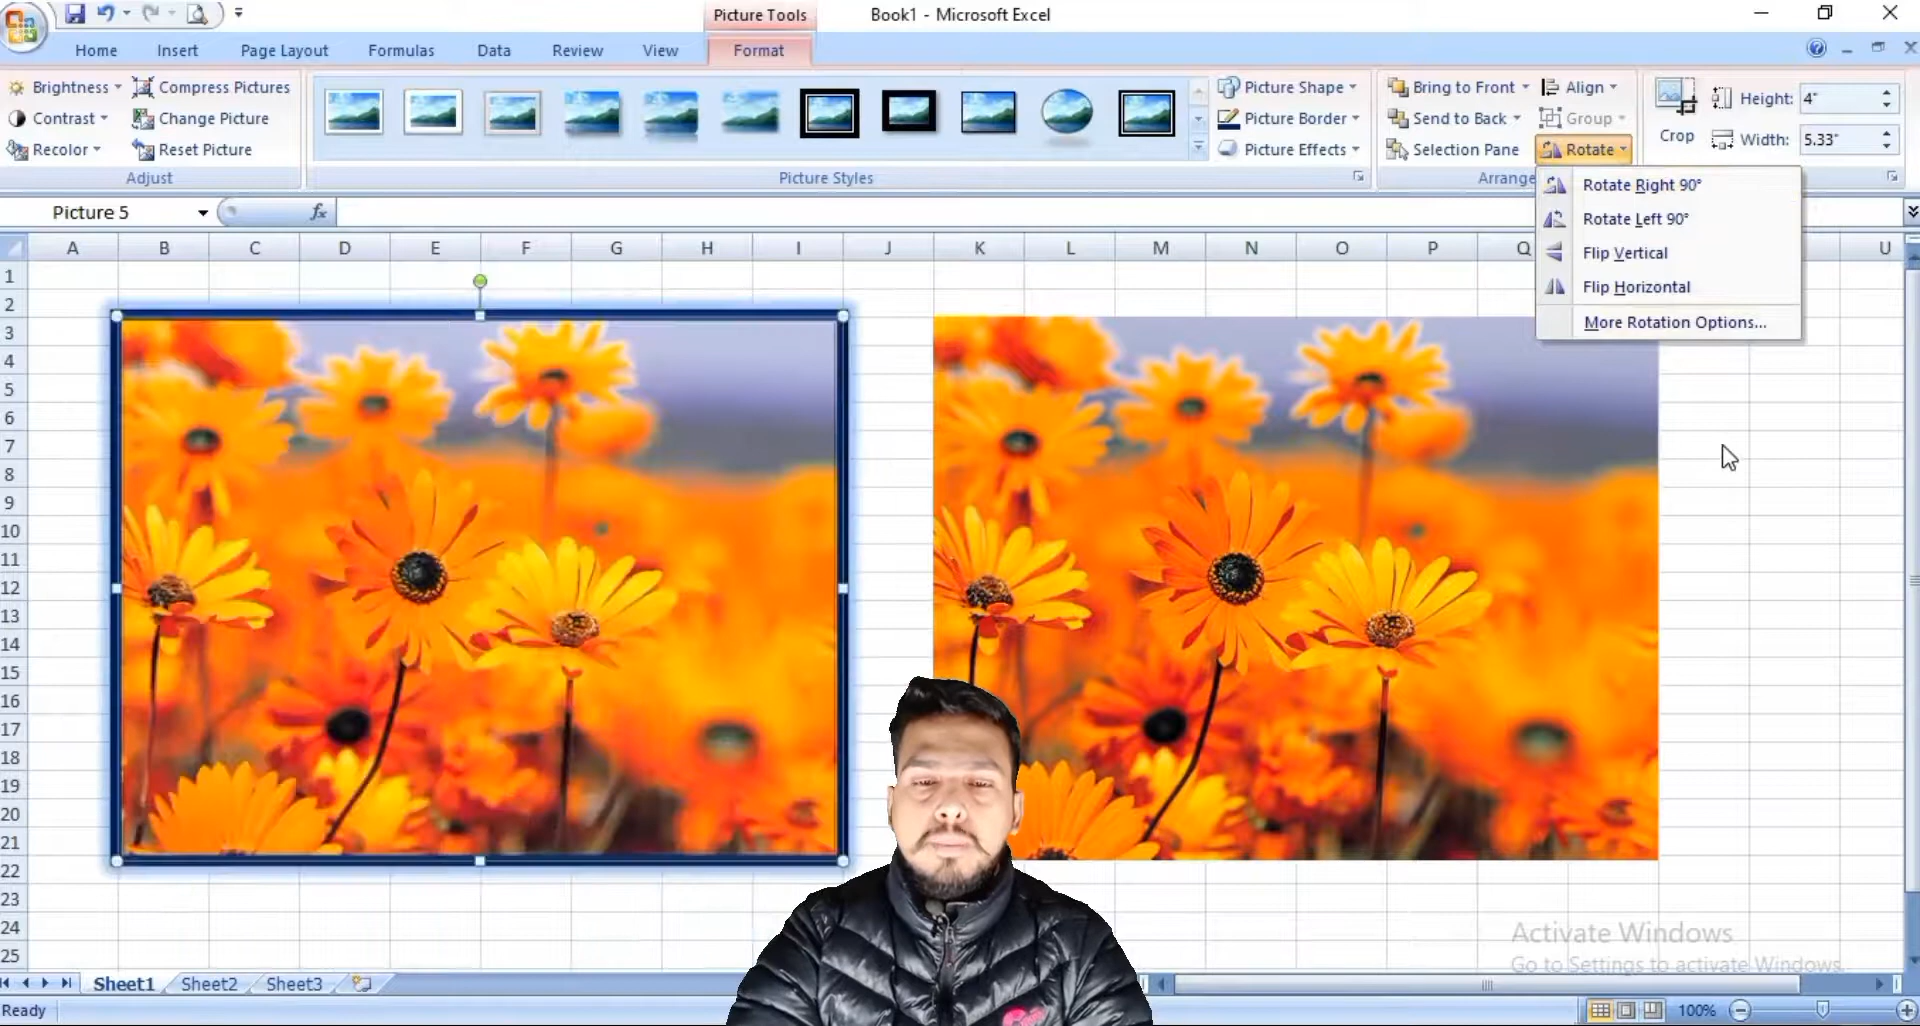 Picture Tools
Book1 - Microsoft Excel
Home Insert Page Layout Formulas Data Review View Format
Brightness Compress Pictures Picture Shape Bring to Front Align Height: 4"
Contrast Change Picture Picture Border Send to Back Group Crop Width: 5.33"
Recolor Reset Picture Picture Effects Selection Pane Rotate
Adjust Picture Styles Arrange
Rotate Right 90°
Rotate Left 90°
Flip Vertical
Flip Horizontal
More Rotation Options...
Picture 5 fx
A B C D E F G H I J K L M N O P Q U
1
2
3
4
5
6
7
8
9
10
11
12
13
14
15
16
17
18
19
20
21
22
23
24
25
Activate Windows
Go to Settings to activate Windows.
Sheet1 Sheet2 Sheet3
Ready 100%